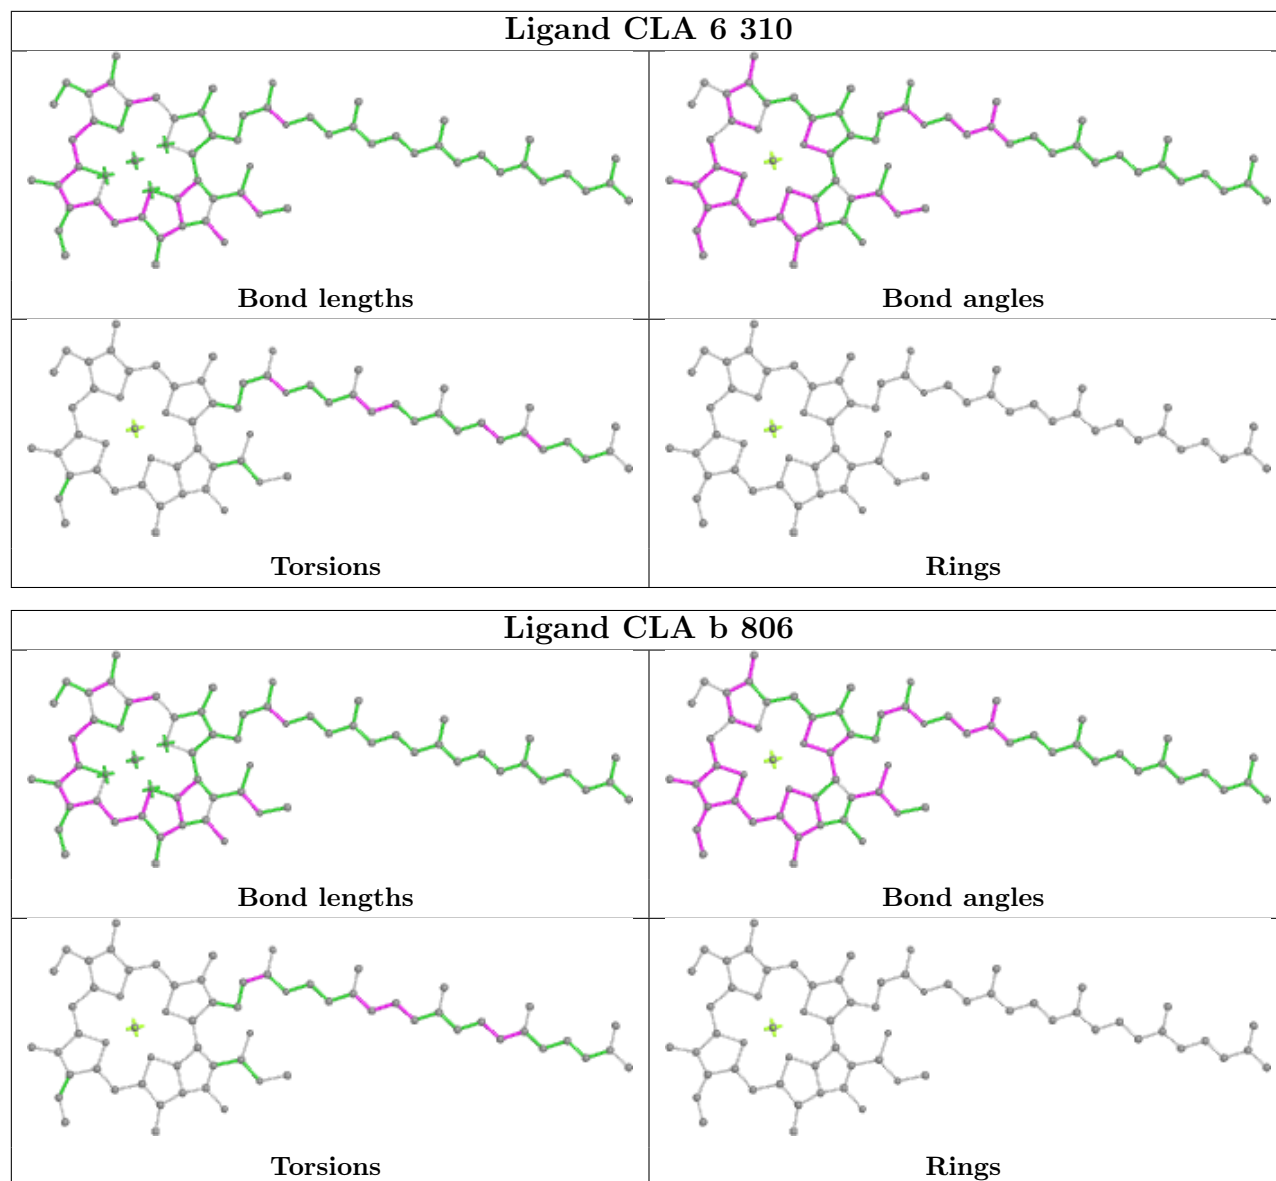 Ligand CLA 6 310
Bond lengths
Bond angles
Torsions
Rings
Ligand CLA b 806
Bond lengths
Bond angles
Torsions
Rings